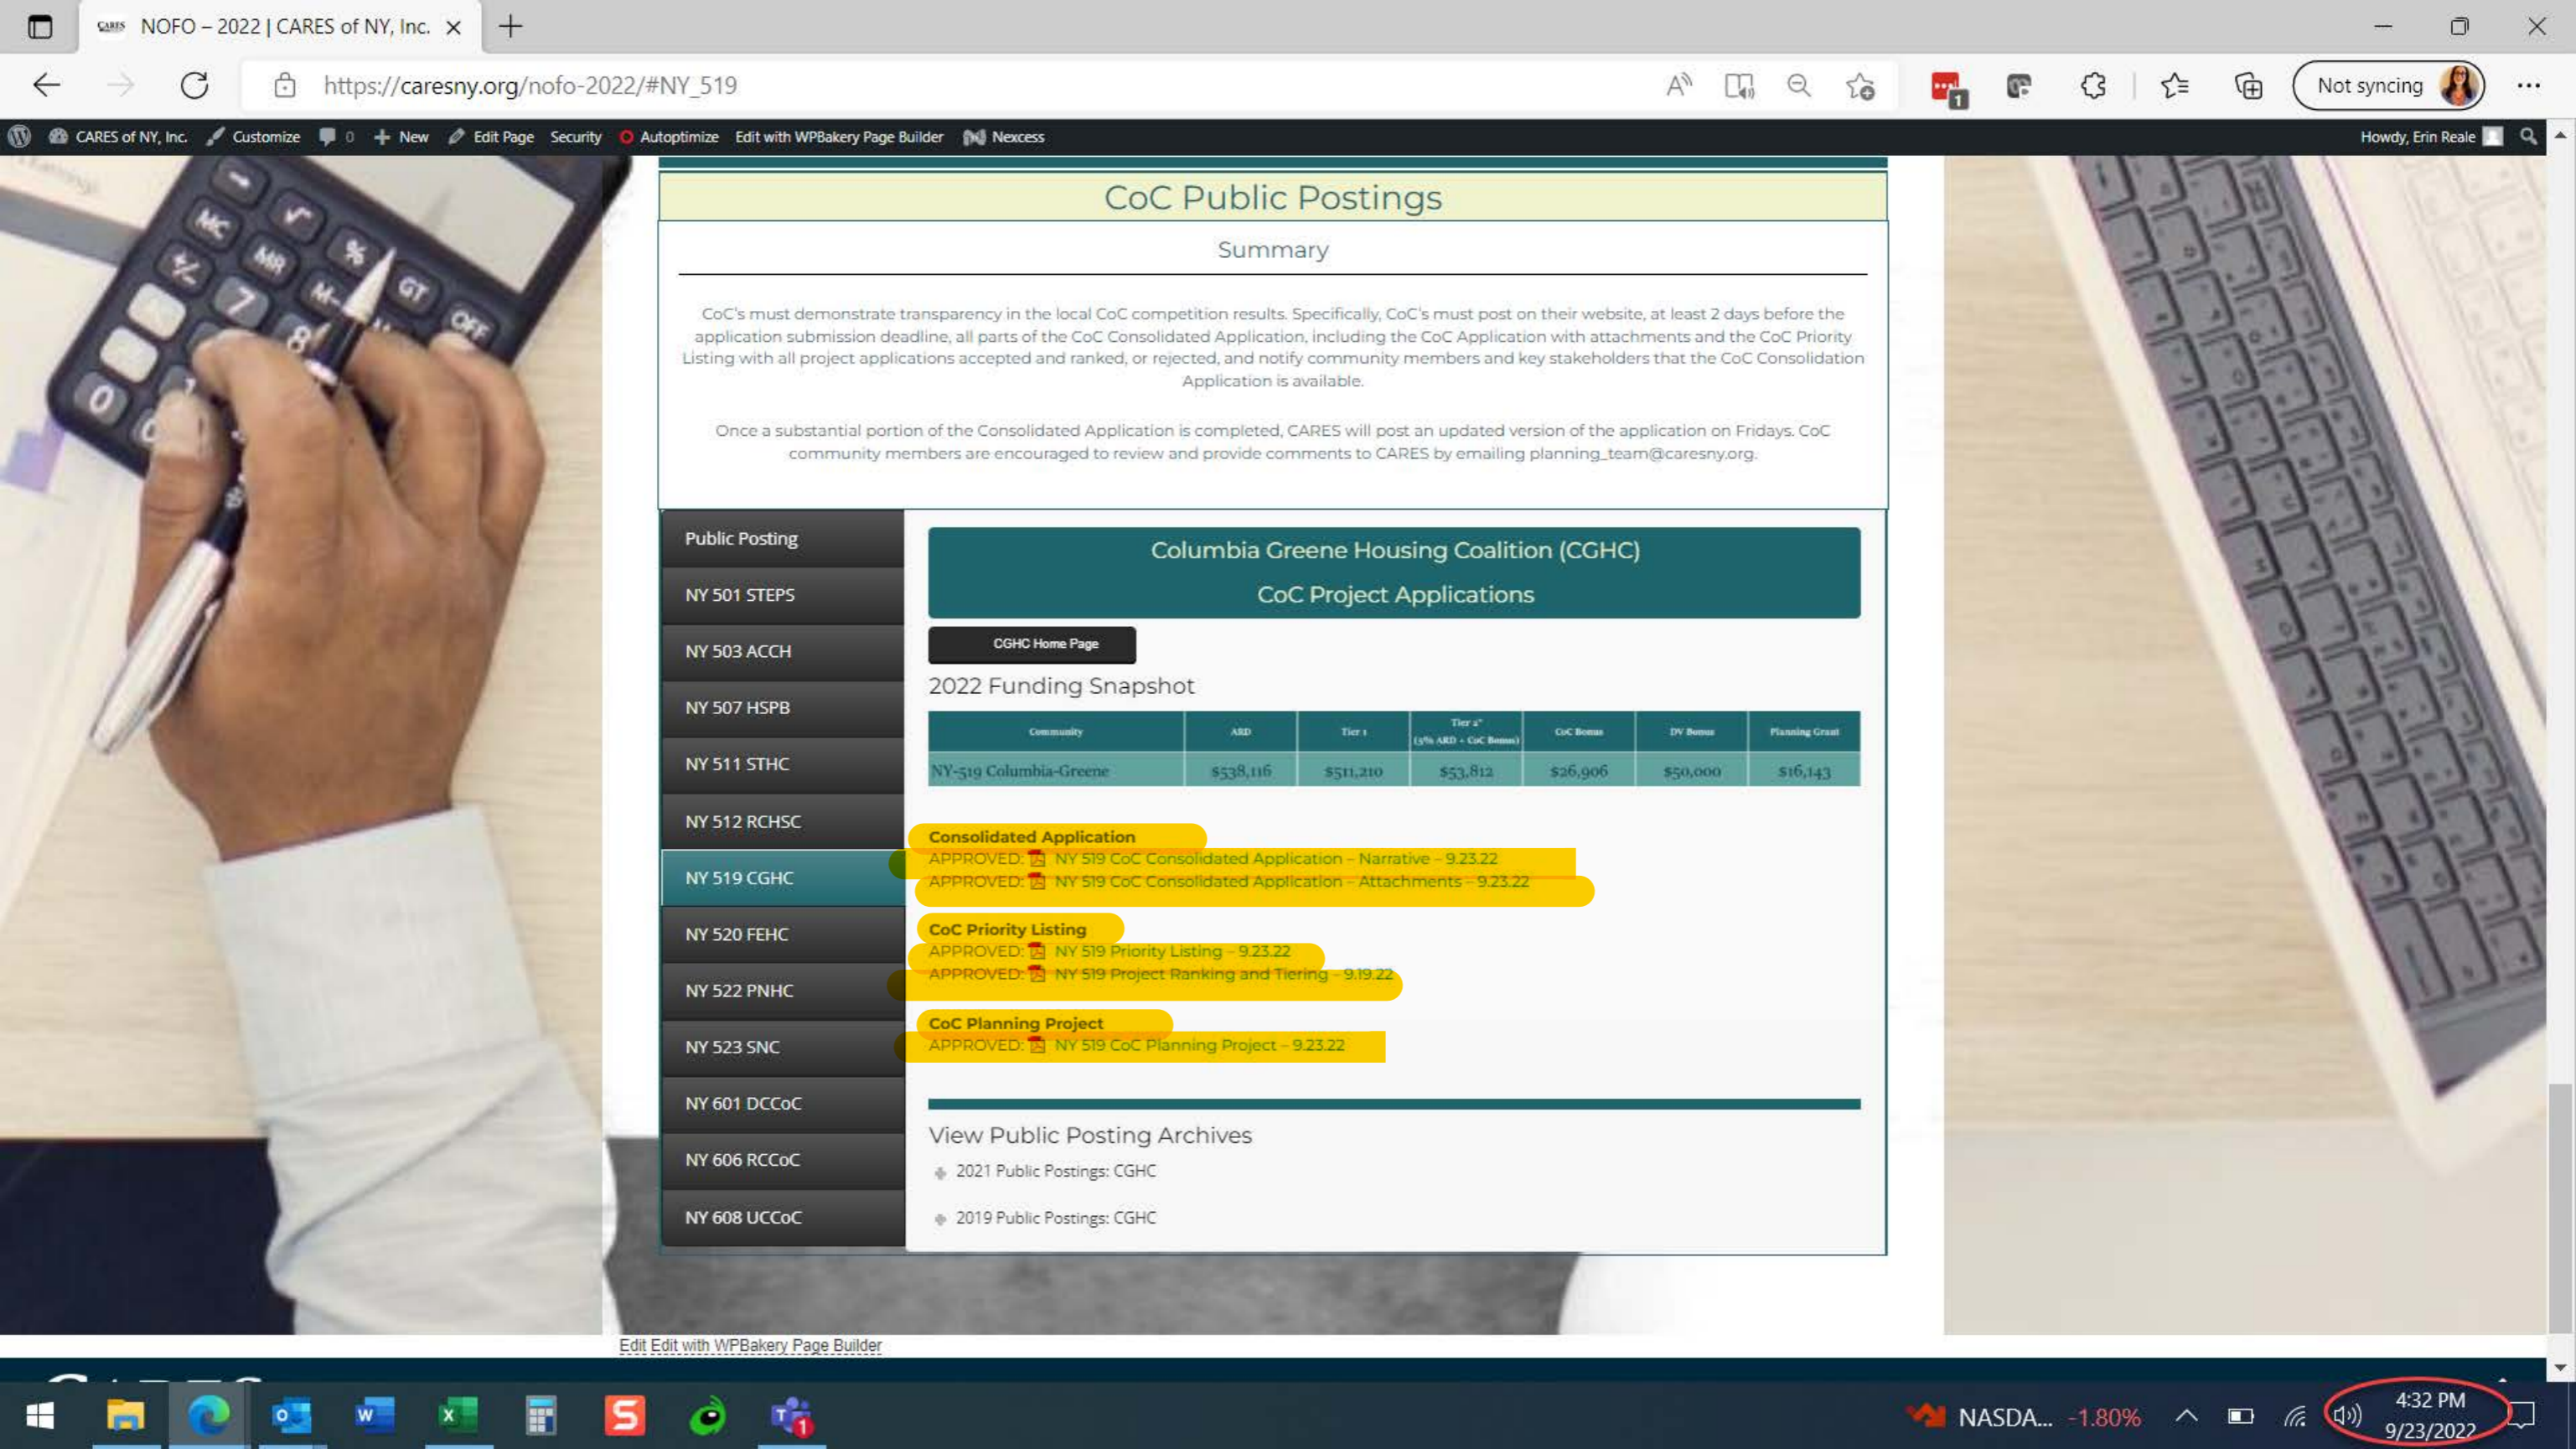 NOFO – 2022 | CARES of NY, Inc.
https://caresny.org/nofo-2022/#NY_519
1
Not syncing
CARES of NY, Inc. Customize 0 New Edit Page Security Autoptimize Edit with WPBakery Page Builder Nexcess
Howdy, Erin Reale
CoC Public Postings
Summary
CoC's must demonstrate transparency in the local CoC competition results. Specifically, CoC's must post on their website, at least 2 days before the
application submission deadline, all parts of the CoC Consolidated Application, including the CoC Application with attachments and the CoC Priority
Listing with all project applications accepted and ranked, or rejected, and notify community members and key stakeholders that the CoC Consolidation
Application is available.
Once a substantial portion of the Consolidated Application is completed, CARES will post an updated version of the application on Fridays. CoC
community members are encouraged to review and provide comments to CARES by emailing planning_team@caresny.org.
Public Posting
NY 501 STEPS
NY 503 ACCH
NY 507 HSPB
NY 511 STHC
NY 512 RCHSC
NY 519 CGHC
NY 520 FEHC
NY 522 PNHC
NY 523 SNC
NY 601 DCCoC
NY 606 RCCoC
NY 608 UCCoC
Columbia Greene Housing Coalition (CGHC)
CoC Project Applications
CGHC Home Page
2022 Funding Snapshot
Community ARD Tier 1 Tier 2* (5% ARD + CoC Bonus) CoC Bonus DV Bonus Planning Grant
NY-519 Columbia-Greene $538,116 $511,210 $53,812 $26,906 $50,000 $16,143
Consolidated Application
APPROVED: NY 519 CoC Consolidated Application – Narrative – 9.23.22
APPROVED: NY 519 CoC Consolidated Application – Attachments – 9.23.22
CoC Priority Listing
APPROVED: NY 519 Priority Listing – 9.23.22
APPROVED: NY 519 Project Ranking and Tiering – 9.19.22
CoC Planning Project
APPROVED: NY 519 CoC Planning Project – 9.23.22
View Public Posting Archives
2021 Public Postings: CGHC
2019 Public Postings: CGHC
Edit Edit with WPBakery Page Builder
NASDA... -1.80%
4:32 PM
9/23/2022
MC
√
%
GT
OFF
MR
M-
+/-
7
8
0